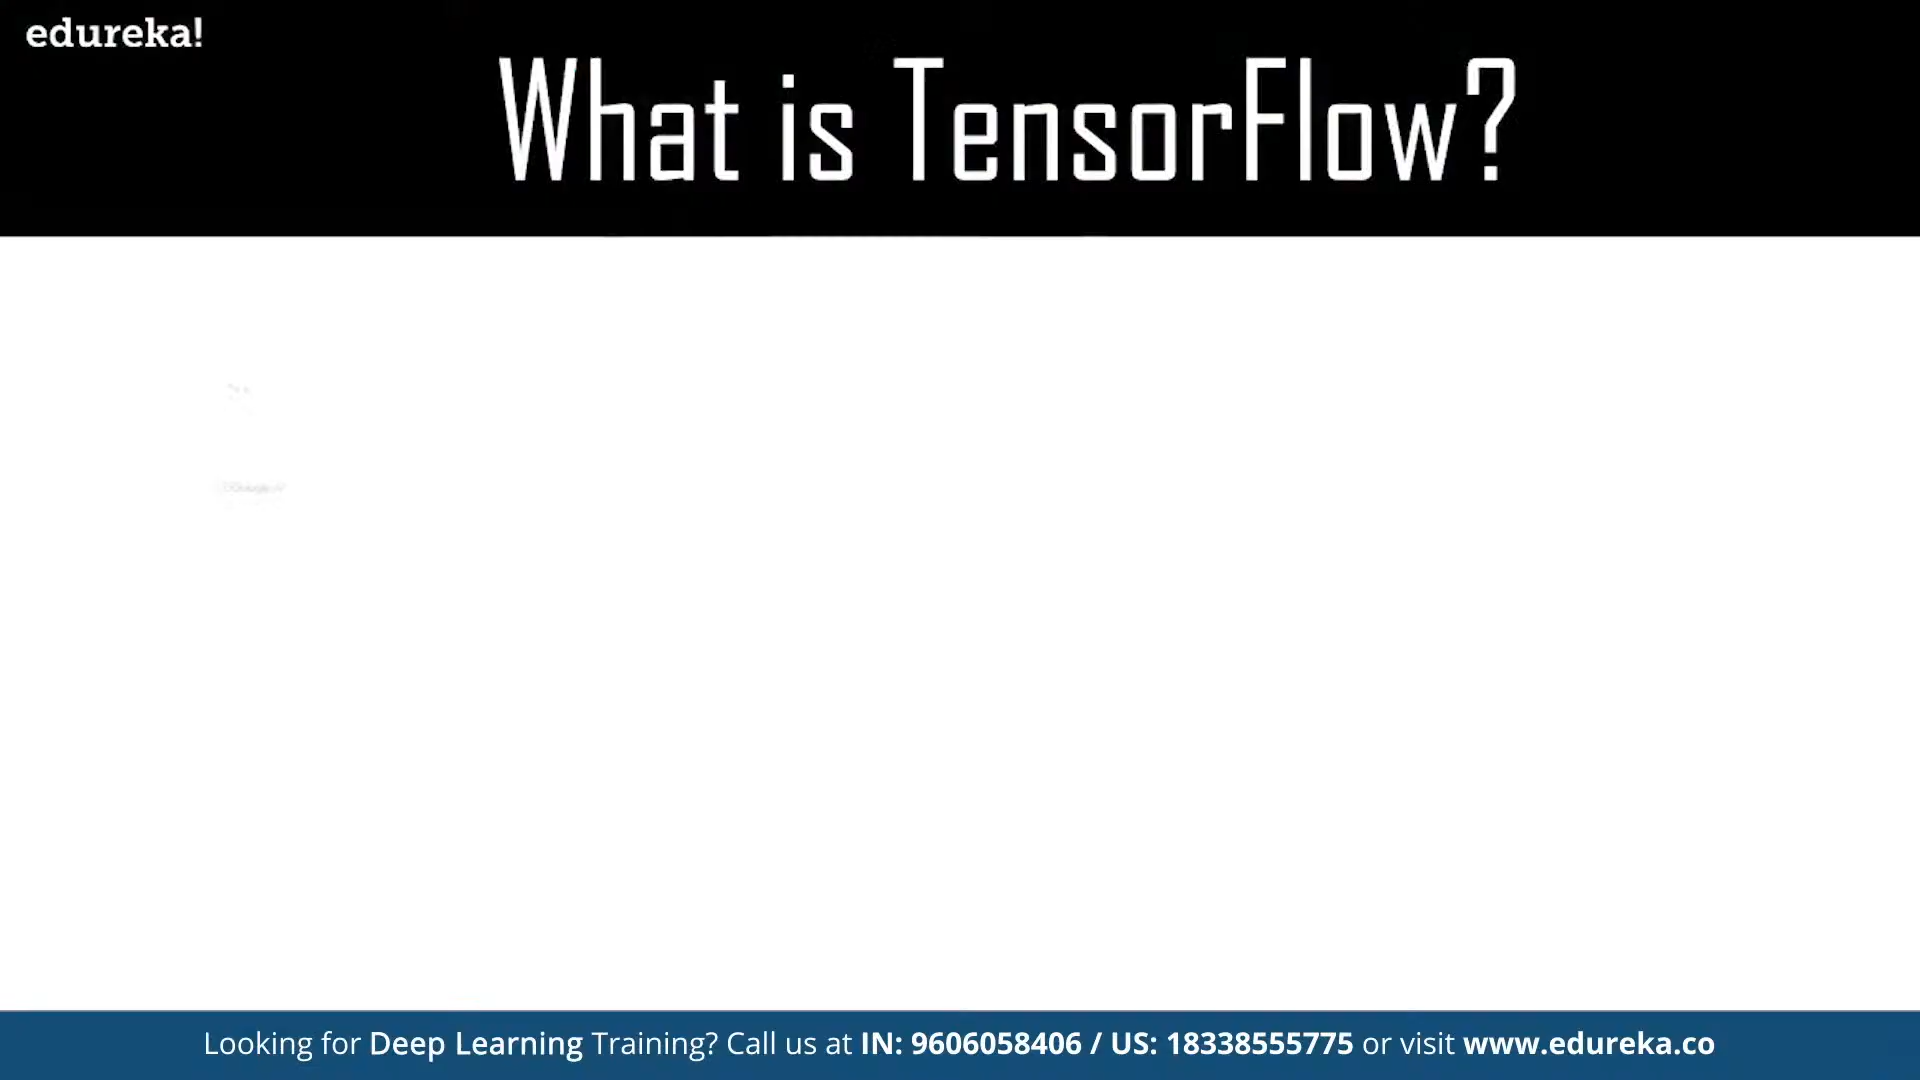 edureka!
What is TensorFlow?
Looking for Deep Learning Training? Call us at IN: 9606058406 / US: 18338555775 or visit www.edureka.co